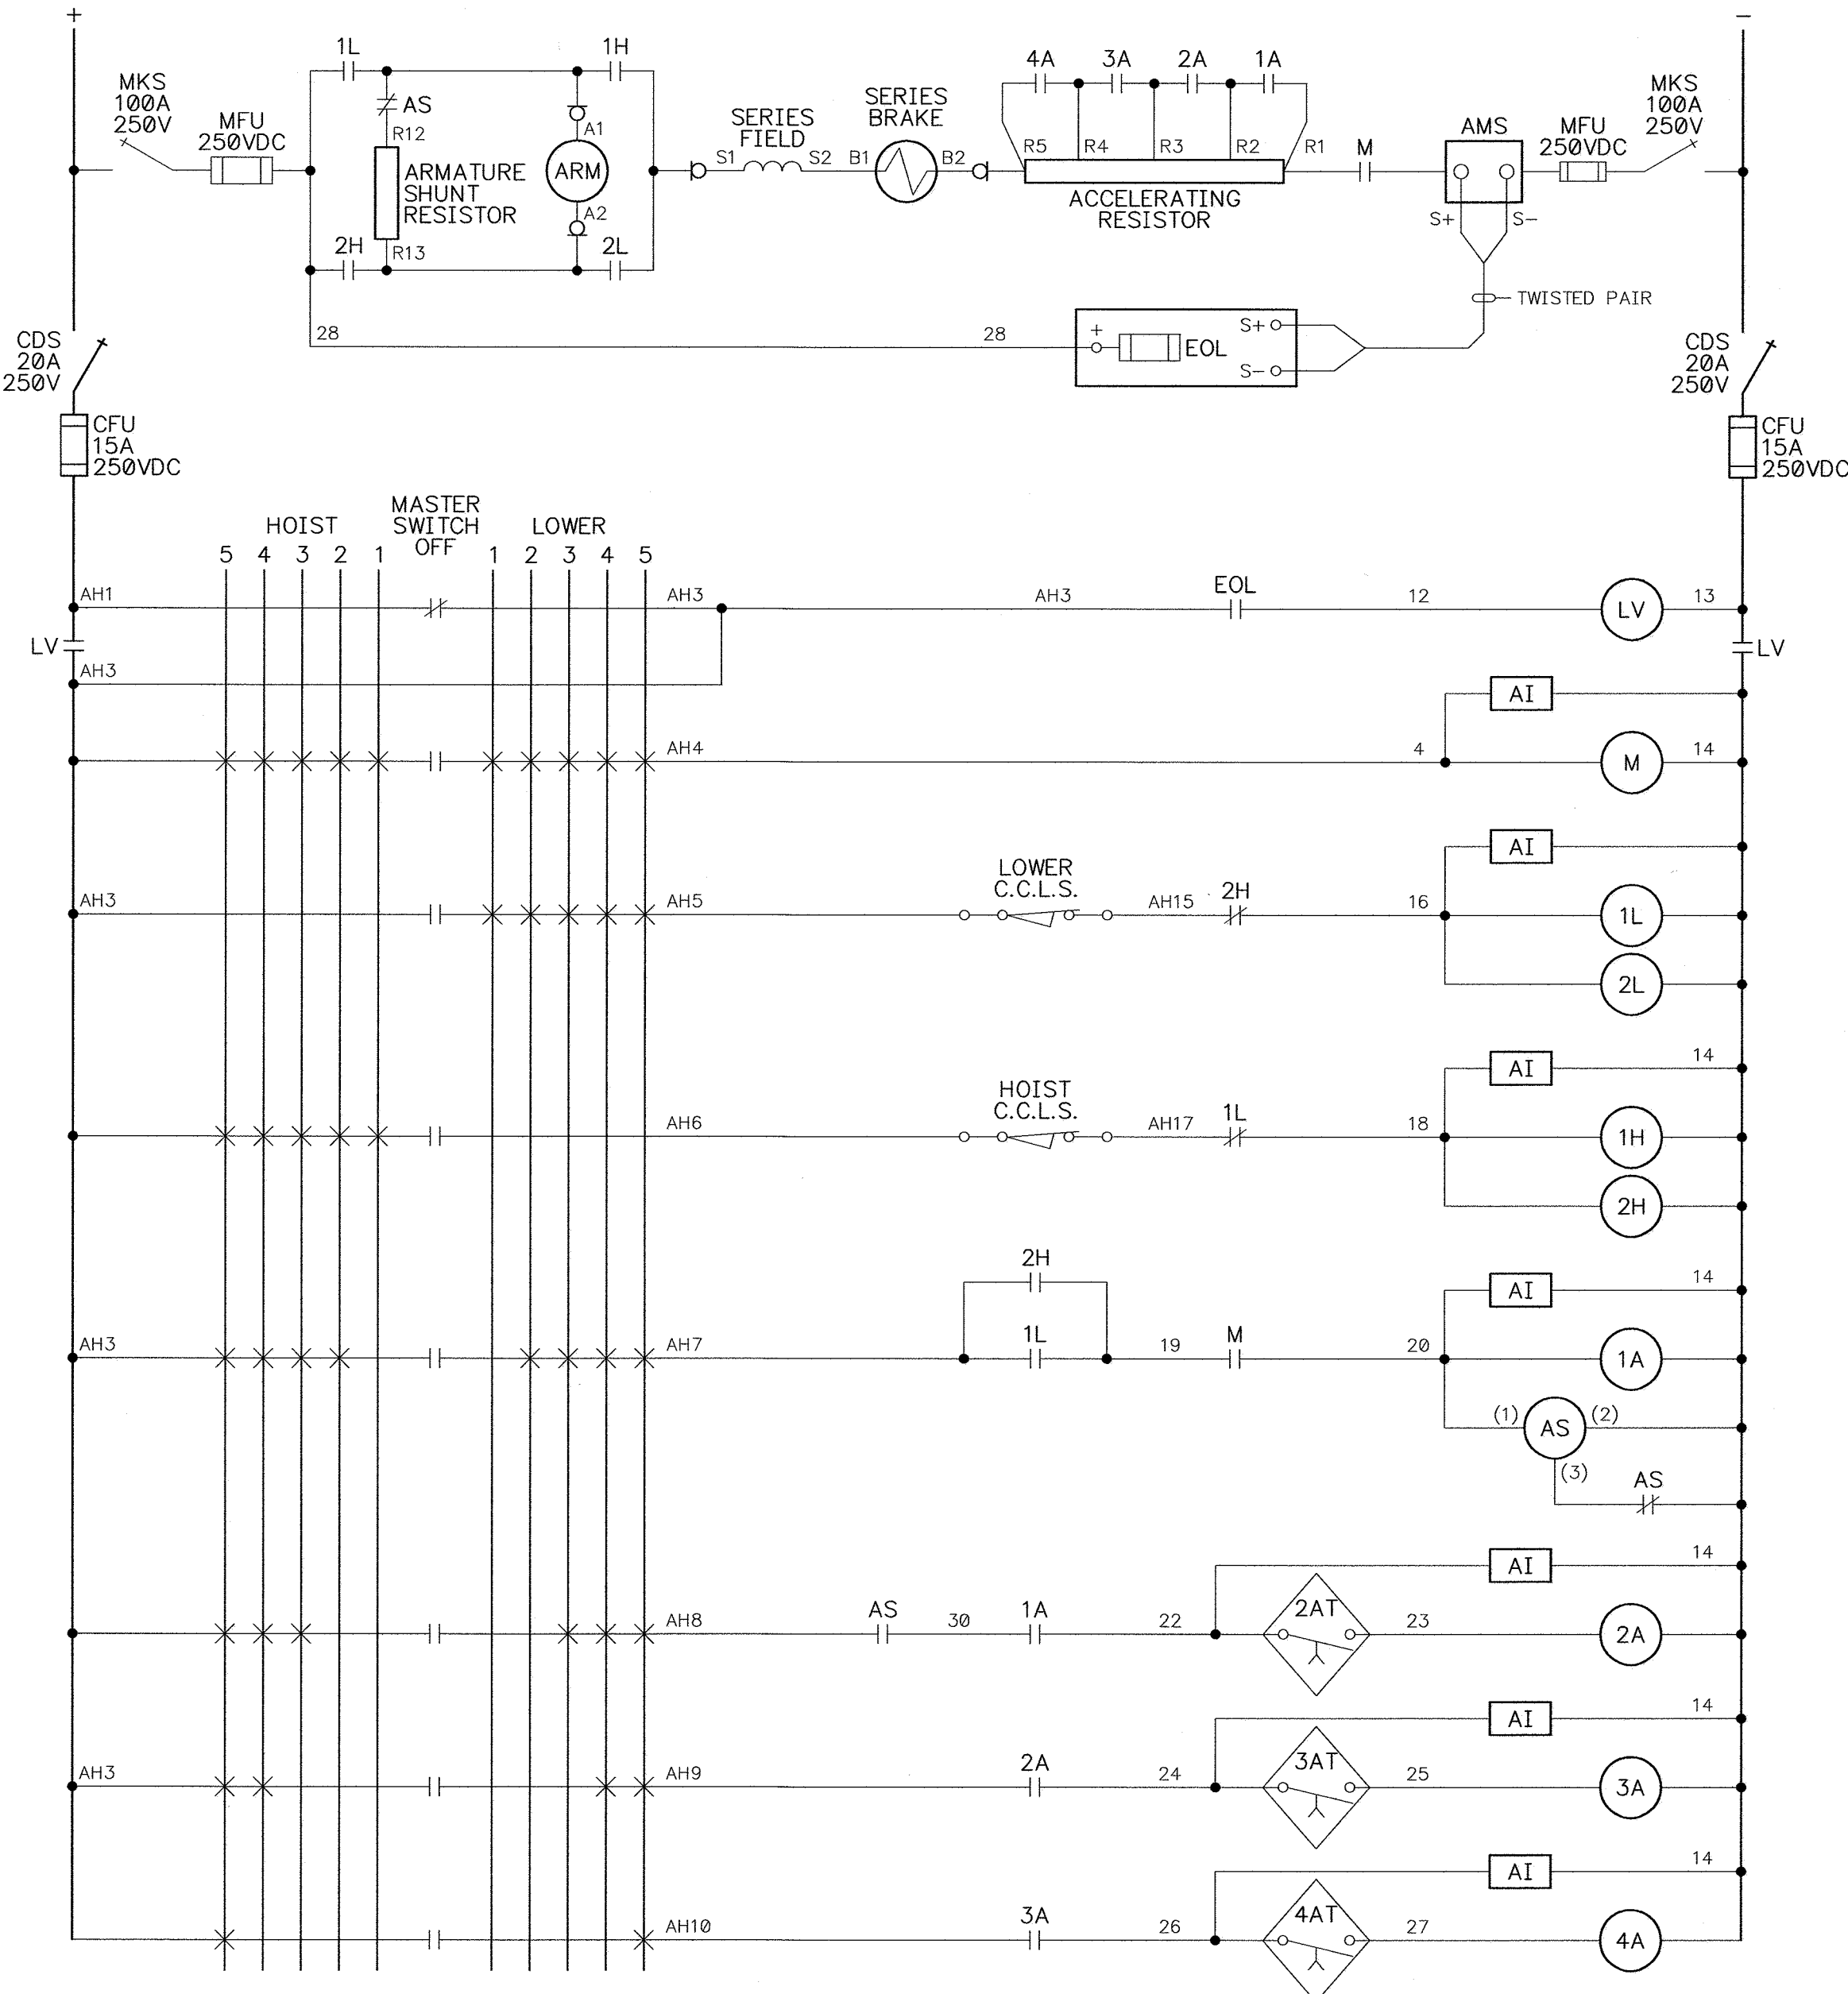 +
−
1L
1H
4A
3A
2A
1A
MKS
100A
250V
MFU
250VDC
AS
R12
ARMATURE
SHUNT
RESISTOR
R13
2H
A1
ARM
A2
2L
SERIES
FIELD
S1
S2
SERIES
BRAKE
B1
B2
R5
R4
R3
R2
R1
ACCELERATING
RESISTOR
M
AMS
S+
S−
MFU
250VDC
MKS
100A
250V
TWISTED PAIR
28
28
+
EOL
S+
S−
CDS
20A
250V
CDS
20A
250V
CFU
15A
250VDC
CFU
15A
250VDC
HOIST
MASTER
SWITCH
OFF
LOWER
5 4 3 2 1
1 2 3 4 5
AH1
AH3
AH3
EOL
12
LV
13
LV
LV
AH3
AI
AH4
4
M
14
AI
AH3
AH5
LOWER
C.C.L.S.
AH15
2H
16
1L
2L
AI
14
AH6
HOIST
C.C.L.S.
AH17
1L
18
1H
2H
2H
AI
14
AH3
AH7
1L
19
M
20
1A
(1)
AS
(2)
(3)
AS
AI
14
AH8
AS
30
1A
22
2AT
23
2A
AI
14
AH3
AH9
2A
24
3AT
25
3A
AI
14
AH10
3A
26
4AT
27
4A